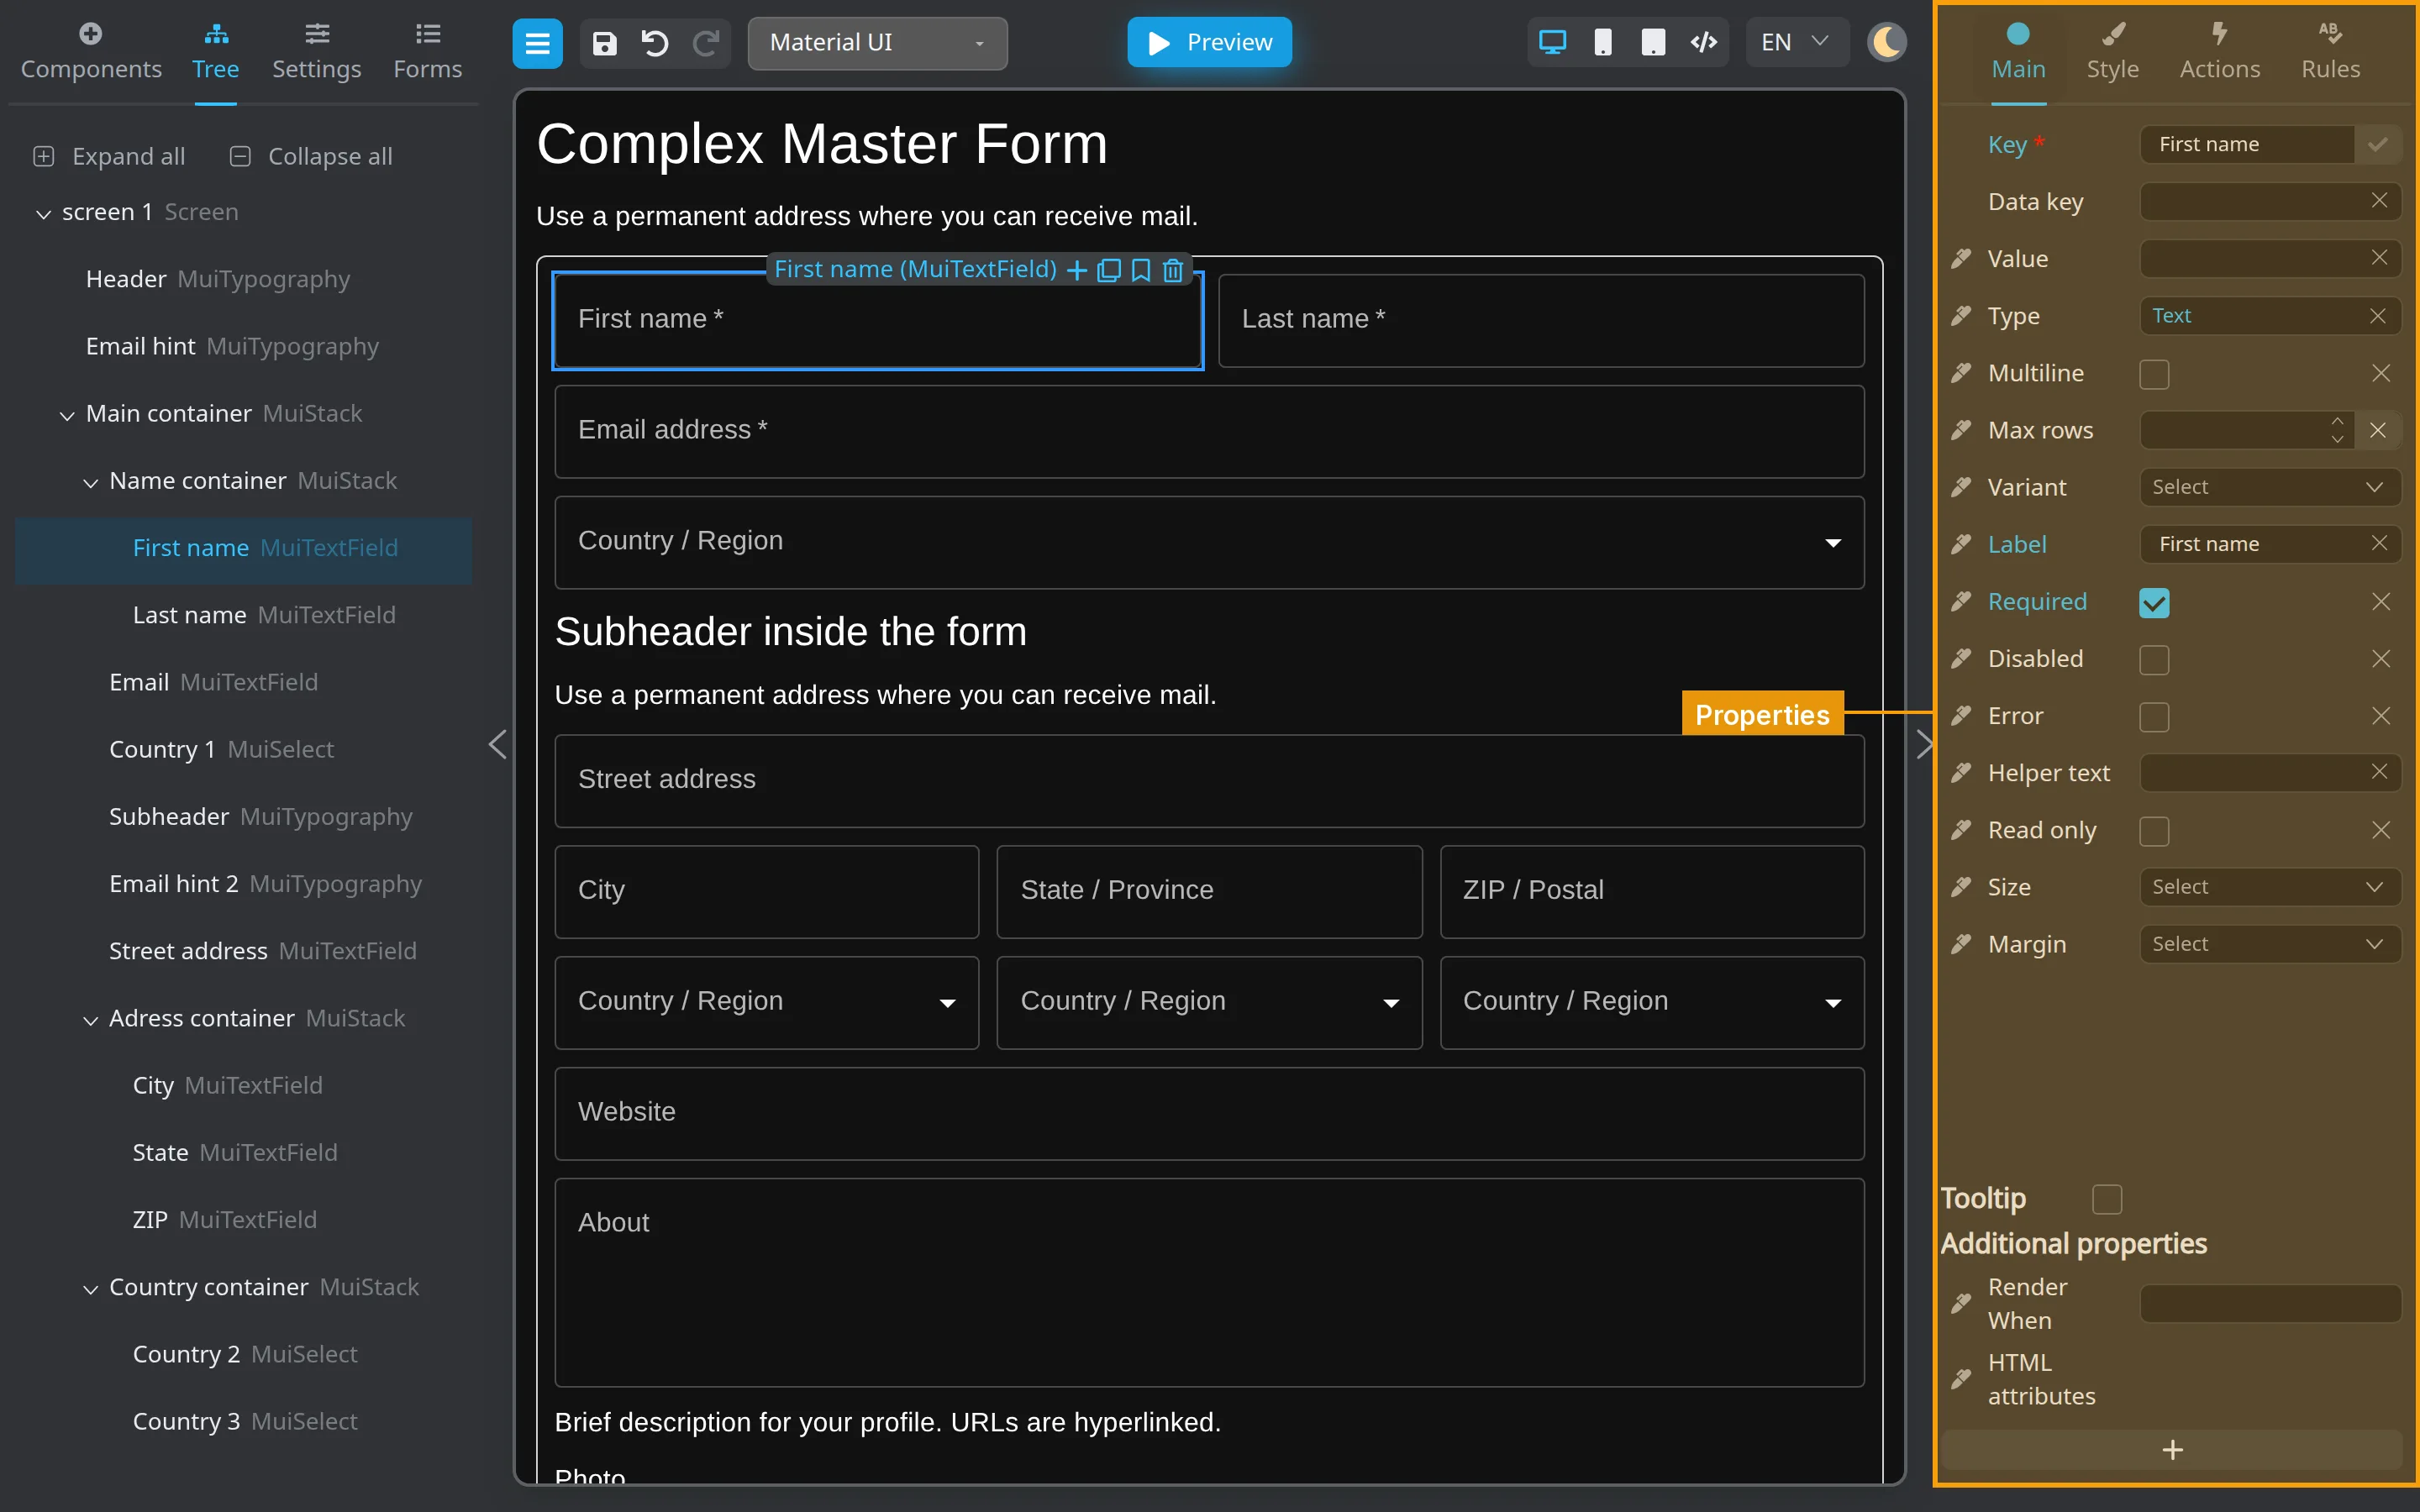 Components
Tree
Settings
Forms
Expand all
Collapse all
screen 1 Screen
Header MuiTypography
Email hint MuiTypography
Main container MuiStack
Name container MuiStack
First name MuiTextField
Last name MuiTextField
Email MuiTextField
Country 1 MuiSelect
Subheader MuiTypography
Email hint 2 MuiTypography
Street address MuiTextField
Adress container MuiStack
City MuiTextField
State MuiTextField
ZIP MuiTextField
Country container MuiStack
Country 2 MuiSelect
Country 3 MuiSelect
Material UI
Preview
EN
Complex Master Form
Use a permanent address where you can receive mail.
First name (MuiTextField)
First name *
Last name *
Email address *
Country / Region
Subheader inside the form
Use a permanent address where you can receive mail.
Properties
Street address
City
State / Province
ZIP / Postal
Country / Region
Country / Region
Country / Region
Website
About
Brief description for your profile. URLs are hyperlinked.
Photo
Main
Style
AB
Actions
Rules
Key * First name
Data key
Value
Type Text
Multiline
Max rows
Variant Select
Label First name
Required
Disabled
Error
Helper text
Read only
Size Select
Margin Select
Tooltip
Additional properties
Render
When
HTML
attributes